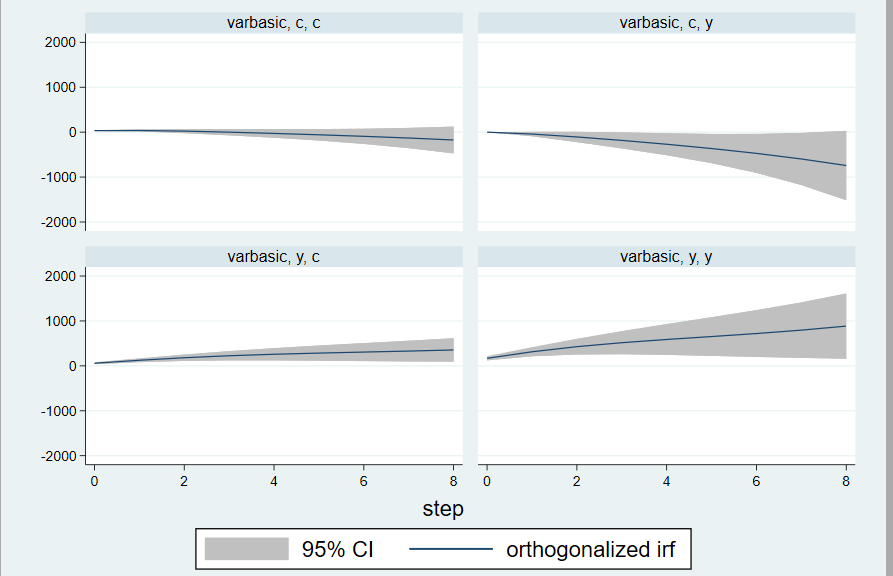 varbasic, c, c
varbasic, c, y
2000
1000
0
-1000
-2000
varbasic, y, c
varbasic, y, y
2000
1000
0
-1000
-2000
0 2 4 6 8
0 2 4 6 8
step
95% CI
orthogonalized irf